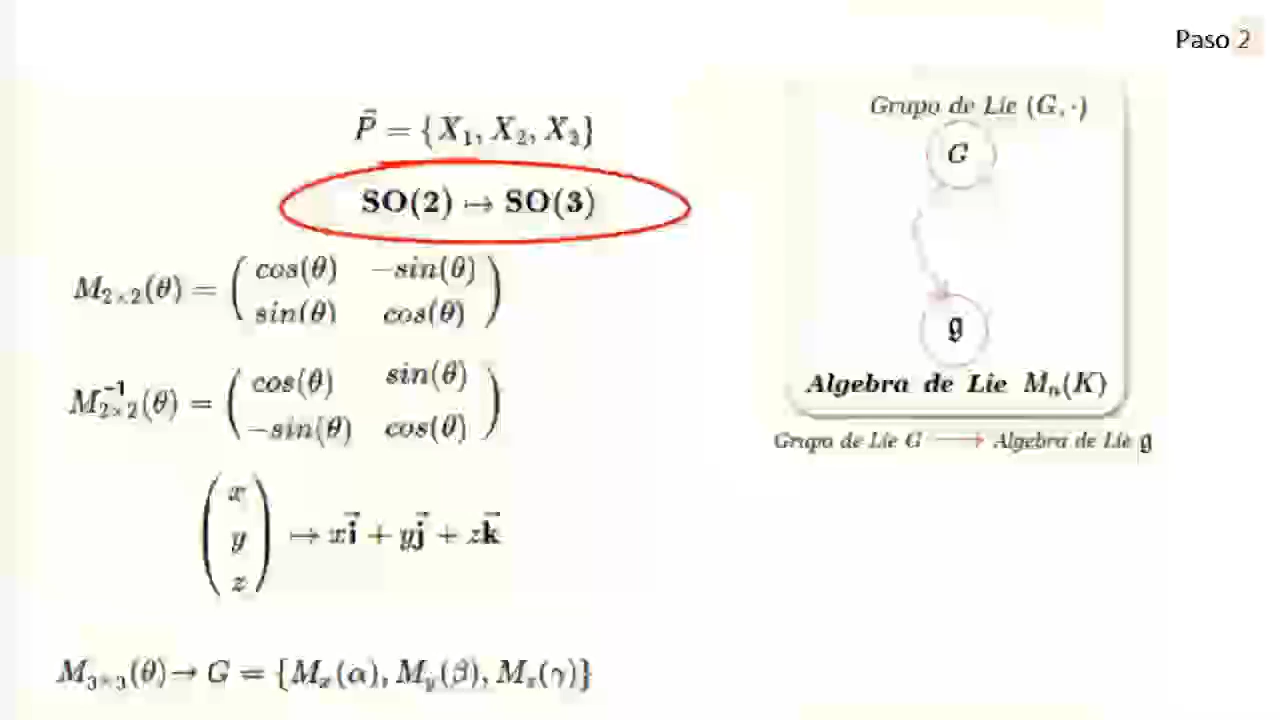 Paso 2
P⃗ = {X₁, X₂, X₃}
SO(2) ↦ SO(3)
M₂ₓ₂(θ) = ( cos(θ) −sin(θ)
sin(θ) cos(θ) )
M⁻¹₂ₓ₂(θ) = ( cos(θ) sin(θ)
−sin(θ) cos(θ) )
( x
y ↦ xi⃗ + yj⃗ + zk⃗
z )
M₃ₓ₃(θ) → G = {Mₓ(α), Mᵧ(β), M_z(γ)}
Grupo de Lie (G, ·)
G
𝔤
Algebra de Lie Mₙ(K)
Grupo de Lie G ⟶ Algebra de Lie 𝔤